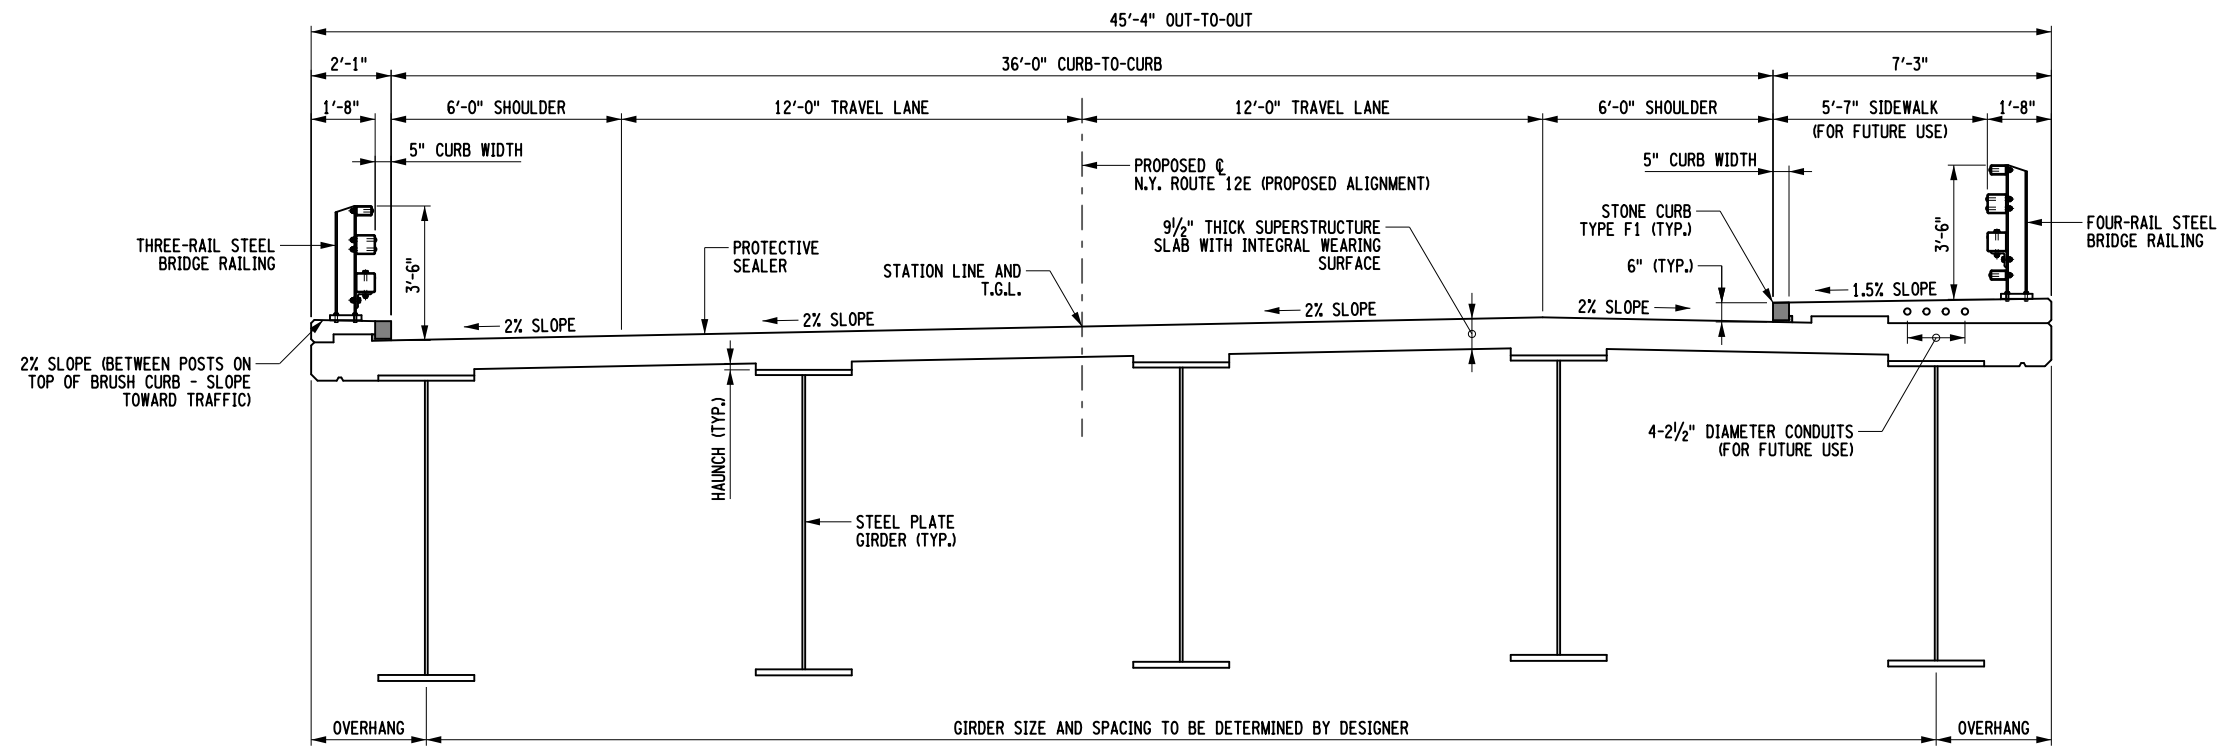 45'-4" OUT-TO-OUT
2'-1"
36'-0" CURB-TO-CURB
7'-3"
1'-8"
6'-0" SHOULDER
12'-0" TRAVEL LANE
12'-0" TRAVEL LANE
6'-0" SHOULDER
5'-7" SIDEWALK
(FOR FUTURE USE)
1'-8"
5" CURB WIDTH
5" CURB WIDTH
PROPOSED ℄
N.Y. ROUTE 12E (PROPOSED ALIGNMENT)
9½" THICK SUPERSTRUCTURE
SLAB WITH INTEGRAL WEARING
SURFACE
STONE CURB
TYPE F1 (TYP.)
6" (TYP.)
3'-6"
FOUR-RAIL STEEL
BRIDGE RAILING
THREE-RAIL STEEL
BRIDGE RAILING
3'-6"
PROTECTIVE
SEALER
STATION LINE AND
T.G.L.
2% SLOPE
2% SLOPE
2% SLOPE
2% SLOPE
1.5% SLOPE
2% SLOPE (BETWEEN POSTS ON
TOP OF BRUSH CURB - SLOPE
TOWARD TRAFFIC)
HAUNCH (TYP.)
4-2½" DIAMETER CONDUITS
(FOR FUTURE USE)
STEEL PLATE
GIRDER (TYP.)
OVERHANG
GIRDER SIZE AND SPACING TO BE DETERMINED BY DESIGNER
OVERHANG